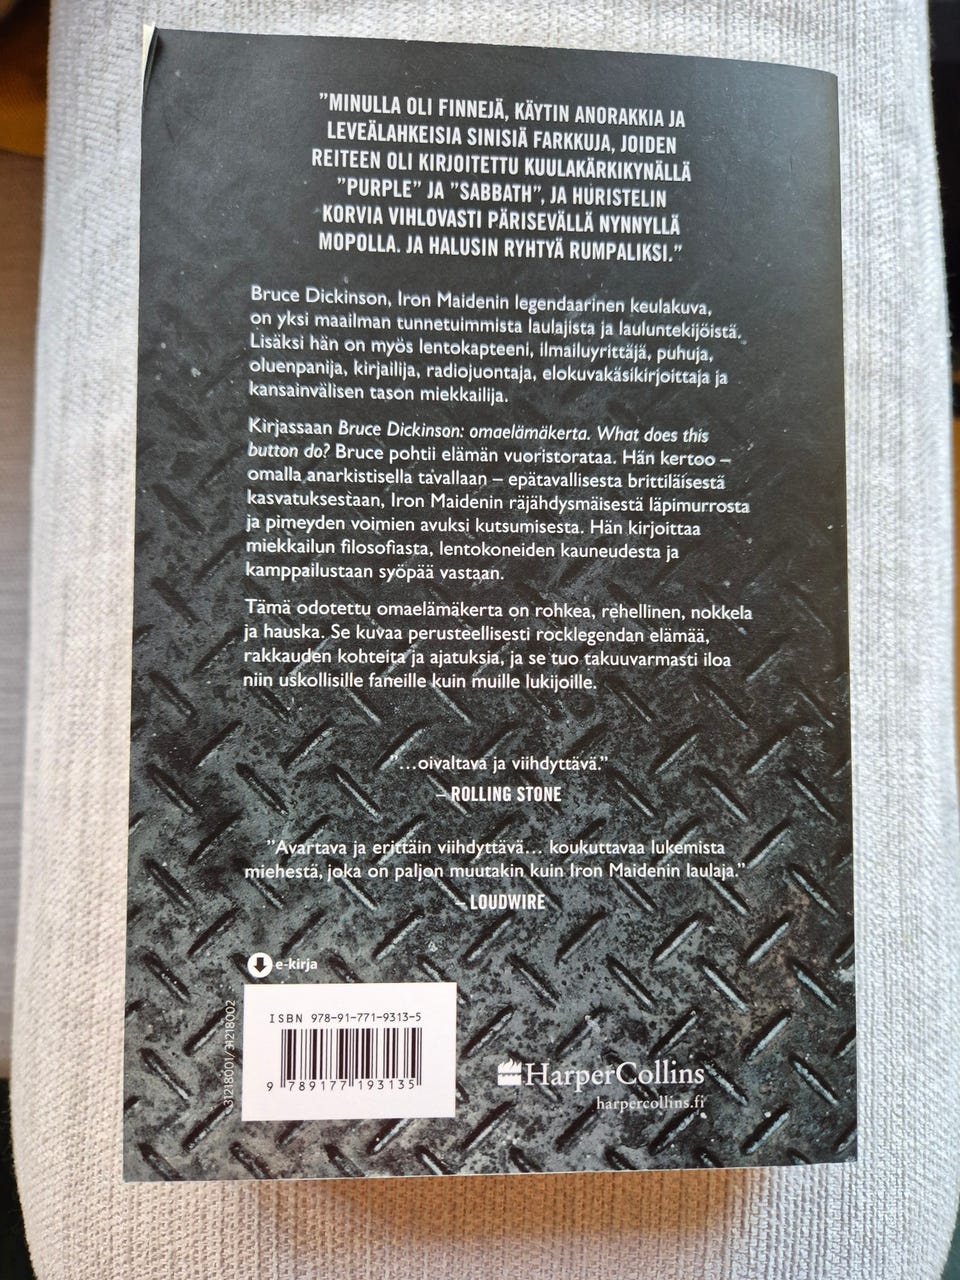 ”MINULLA OLI FINNEJÄ, KÄYTIN ANORAKKIA JA
LEVEÄLAHKEISIA SINISIÄ FARKKUJA, JOIDEN
REITEEN OLI KIRJOITETTU KUULAKÄRKIKYNÄLLÄ
”PURPLE” JA ”SABBATH”, JA HURISTELIN
KORVIA VIHLOVASTI PÄRISEVÄLLÄ NYNNYLLÄ
MOPOLLA. JA HALUSIN RYHTYÄ RUMPALIKSI.”
Bruce Dickinson, Iron Maidenin legendaarinen keulakuva,
on yksi maailman tunnetuimmista laulajista ja lauluntekijöistä.
Lisäksi hän on myös lentokapteeni, ilmailuyrittäjä, puhuja,
oluenpanija, kirjailija, radiojuontaja, elokuvakäsikirjoittaja ja
kansainvälisen tason miekkailija.
Kirjassaan Bruce Dickinson: omaelämäkerta. What does this
button do? Bruce pohtii elämän vuoristorataa. Hän kertoo –
omalla anarkistisella tavallaan – epätavallisesta brittiläisestä
kasvatuksestaan, Iron Maidenin räjähdysmäisestä läpimurrosta
ja pimeyden voimien avuksi kutsumisesta. Hän kirjoittaa
miekkailun filosofiasta, lentokoneiden kauneudesta ja
kamppailustaan syöpää vastaan.
Tämä odotettu omaelämäkerta on rohkea, rehellinen, nokkela
ja hauska. Se kuvaa perusteellisesti rocklegendan elämää,
rakkauden kohteita ja ajatuksia, ja se tuo takuuvarmasti iloa
niin uskollisille faneille kuin muille lukijoille.
”…oivaltava ja viihdyttävä.”
– ROLLING STONE
”Avartava ja erittäin viihdyttävä… koukuttavaa lukemista
miehestä, joka on paljon muutakin kuin Iron Maidenin laulaja.”
– LOUDWIRE
e-kirja
ISBN 978-91-771-9313-5
9 789177 193135
31218001/31218002
HarperCollins
harpercollins.fi